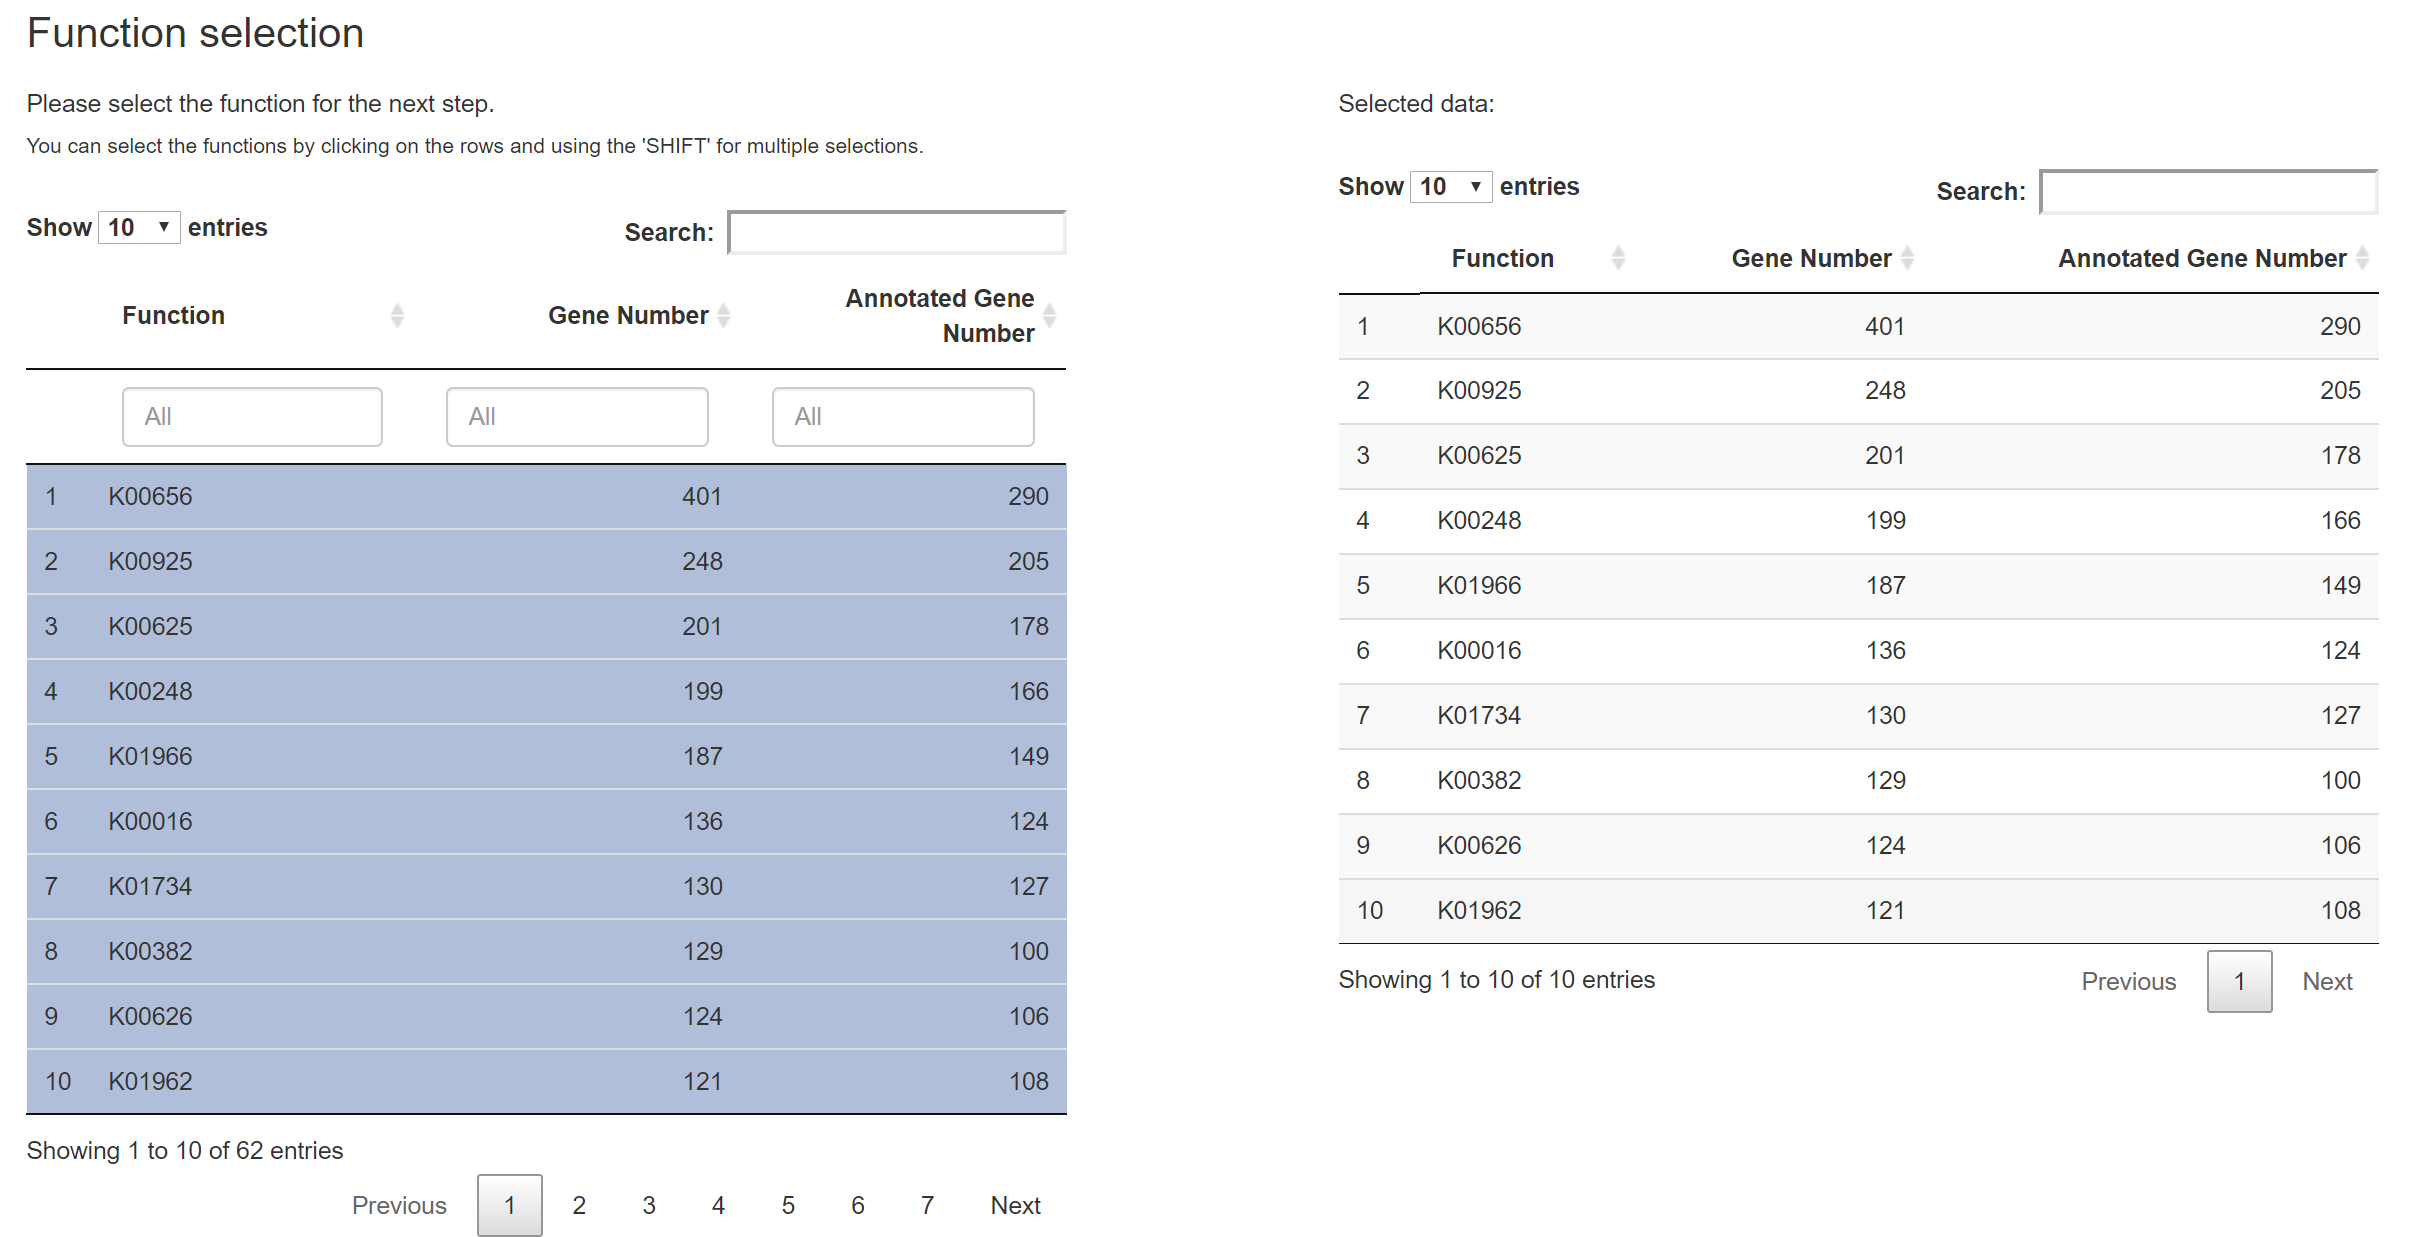 Function selection
Please select the function for the next step.
You can select the functions by clicking on the rows and using the 'SHIFT' for multiple selections.
Show 10 entries
Search:
Function Gene Number Annotated Gene Number
All All All
1 K00656 401 290
2 K00925 248 205
3 K00625 201 178
4 K00248 199 166
5 K01966 187 149
6 K00016 136 124
7 K01734 130 127
8 K00382 129 100
9 K00626 124 106
10 K01962 121 108
Showing 1 to 10 of 62 entries
Previous 1 2 3 4 5 6 7 Next
Selected data:
Show 10 entries
Search:
Function Gene Number Annotated Gene Number
1 K00656 401 290
2 K00925 248 205
3 K00625 201 178
4 K00248 199 166
5 K01966 187 149
6 K00016 136 124
7 K01734 130 127
8 K00382 129 100
9 K00626 124 106
10 K01962 121 108
Showing 1 to 10 of 10 entries
Previous 1 Next